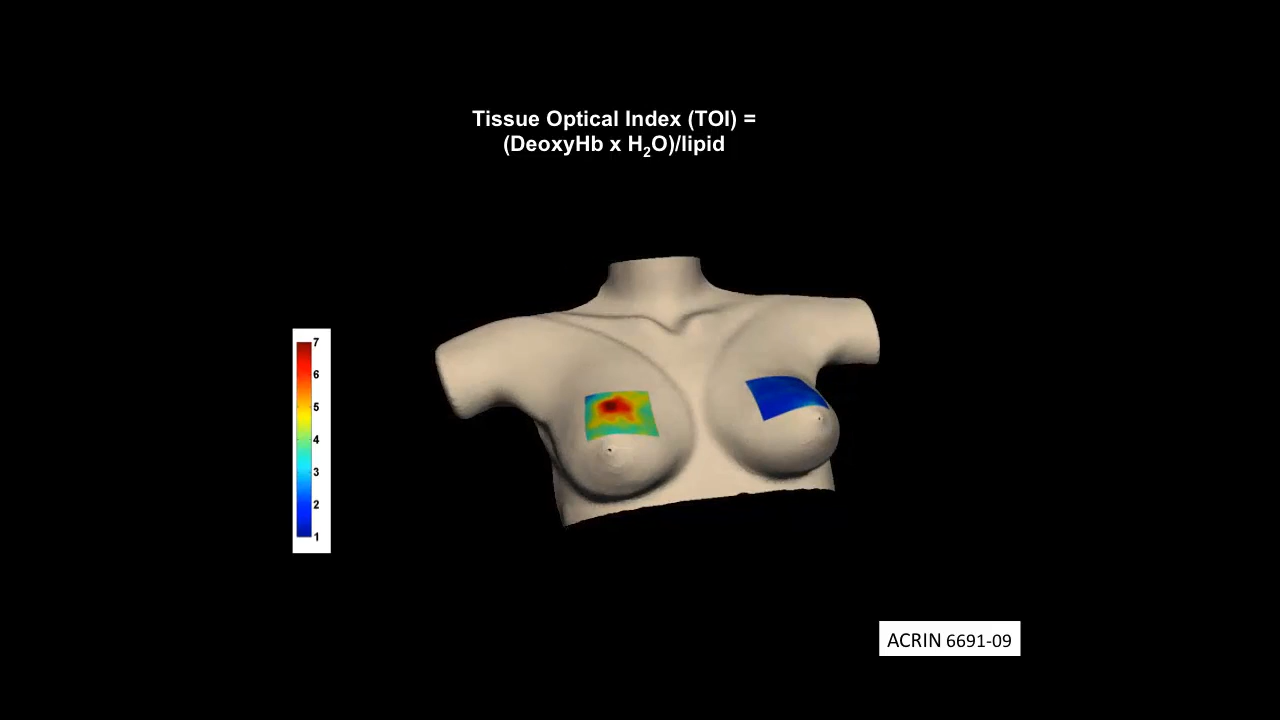 Tissue Optical Index (TOI) =
(DeoxyHb x H₂O)/lipid
7
6
5
4
3
2
1
ACRIN 6691-09